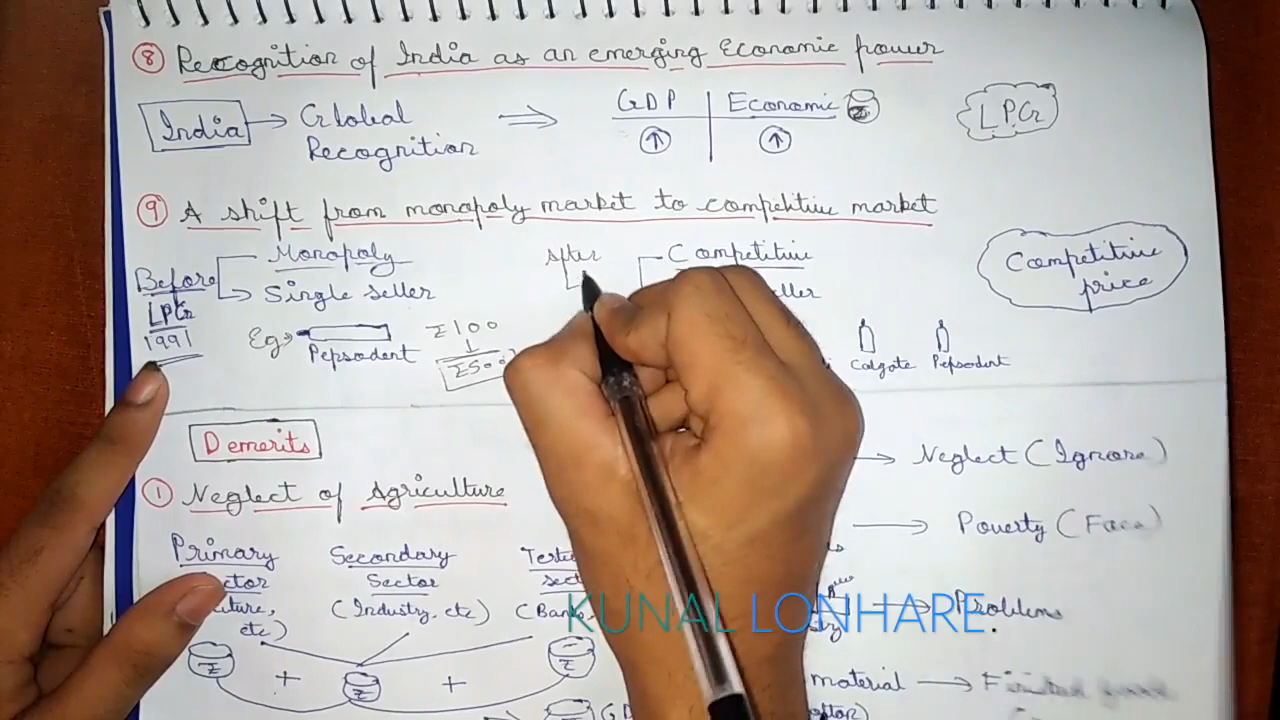 ⑧ Recognition of India as an emerging Economic power
India → Global Recognition ⇒ GDP ↑ | Economic ↑
LPG
⑨ A shift from monopoly market to competitive market
Before LPG 1991
Monopoly
Single Seller
Eg → Pepsodent
₹100
↓
₹500
After
Competitive
Colgate Pepsodent
Competitive price
Demerits
① Neglect of Agriculture
→ Neglect (Ignore)
→ Poverty (Face)
→ Problems
Primary
Secondary Sector
(Industry, etc)
etc)
₹ + ₹ + ₹
material → Finished
KUNAL LONHARE.